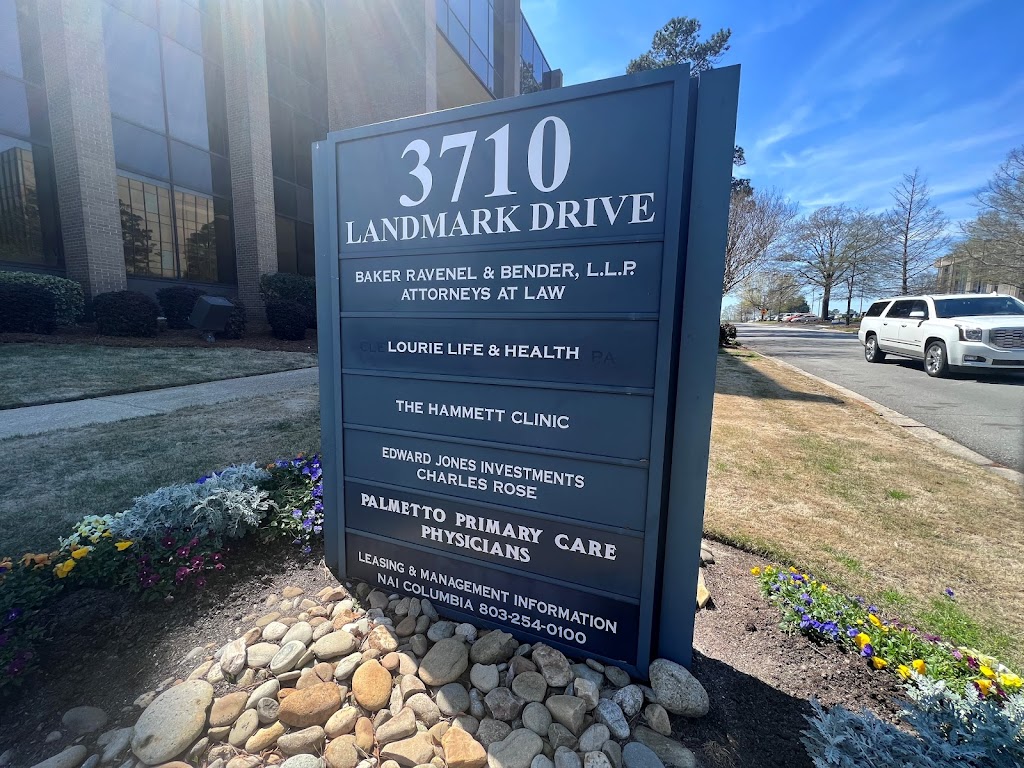 3710
LANDMARK DRIVE
BAKER RAVENEL & BENDER, L.L.P.
ATTORNEYS AT LAW
LOURIE LIFE & HEALTH
THE HAMMETT CLINIC
EDWARD JONES INVESTMENTS
CHARLES ROSE
PALMETTO PRIMARY CARE
PHYSICIANS
LEASING & MANAGEMENT INFORMATION
NAI COLUMBIA 803-254-0100